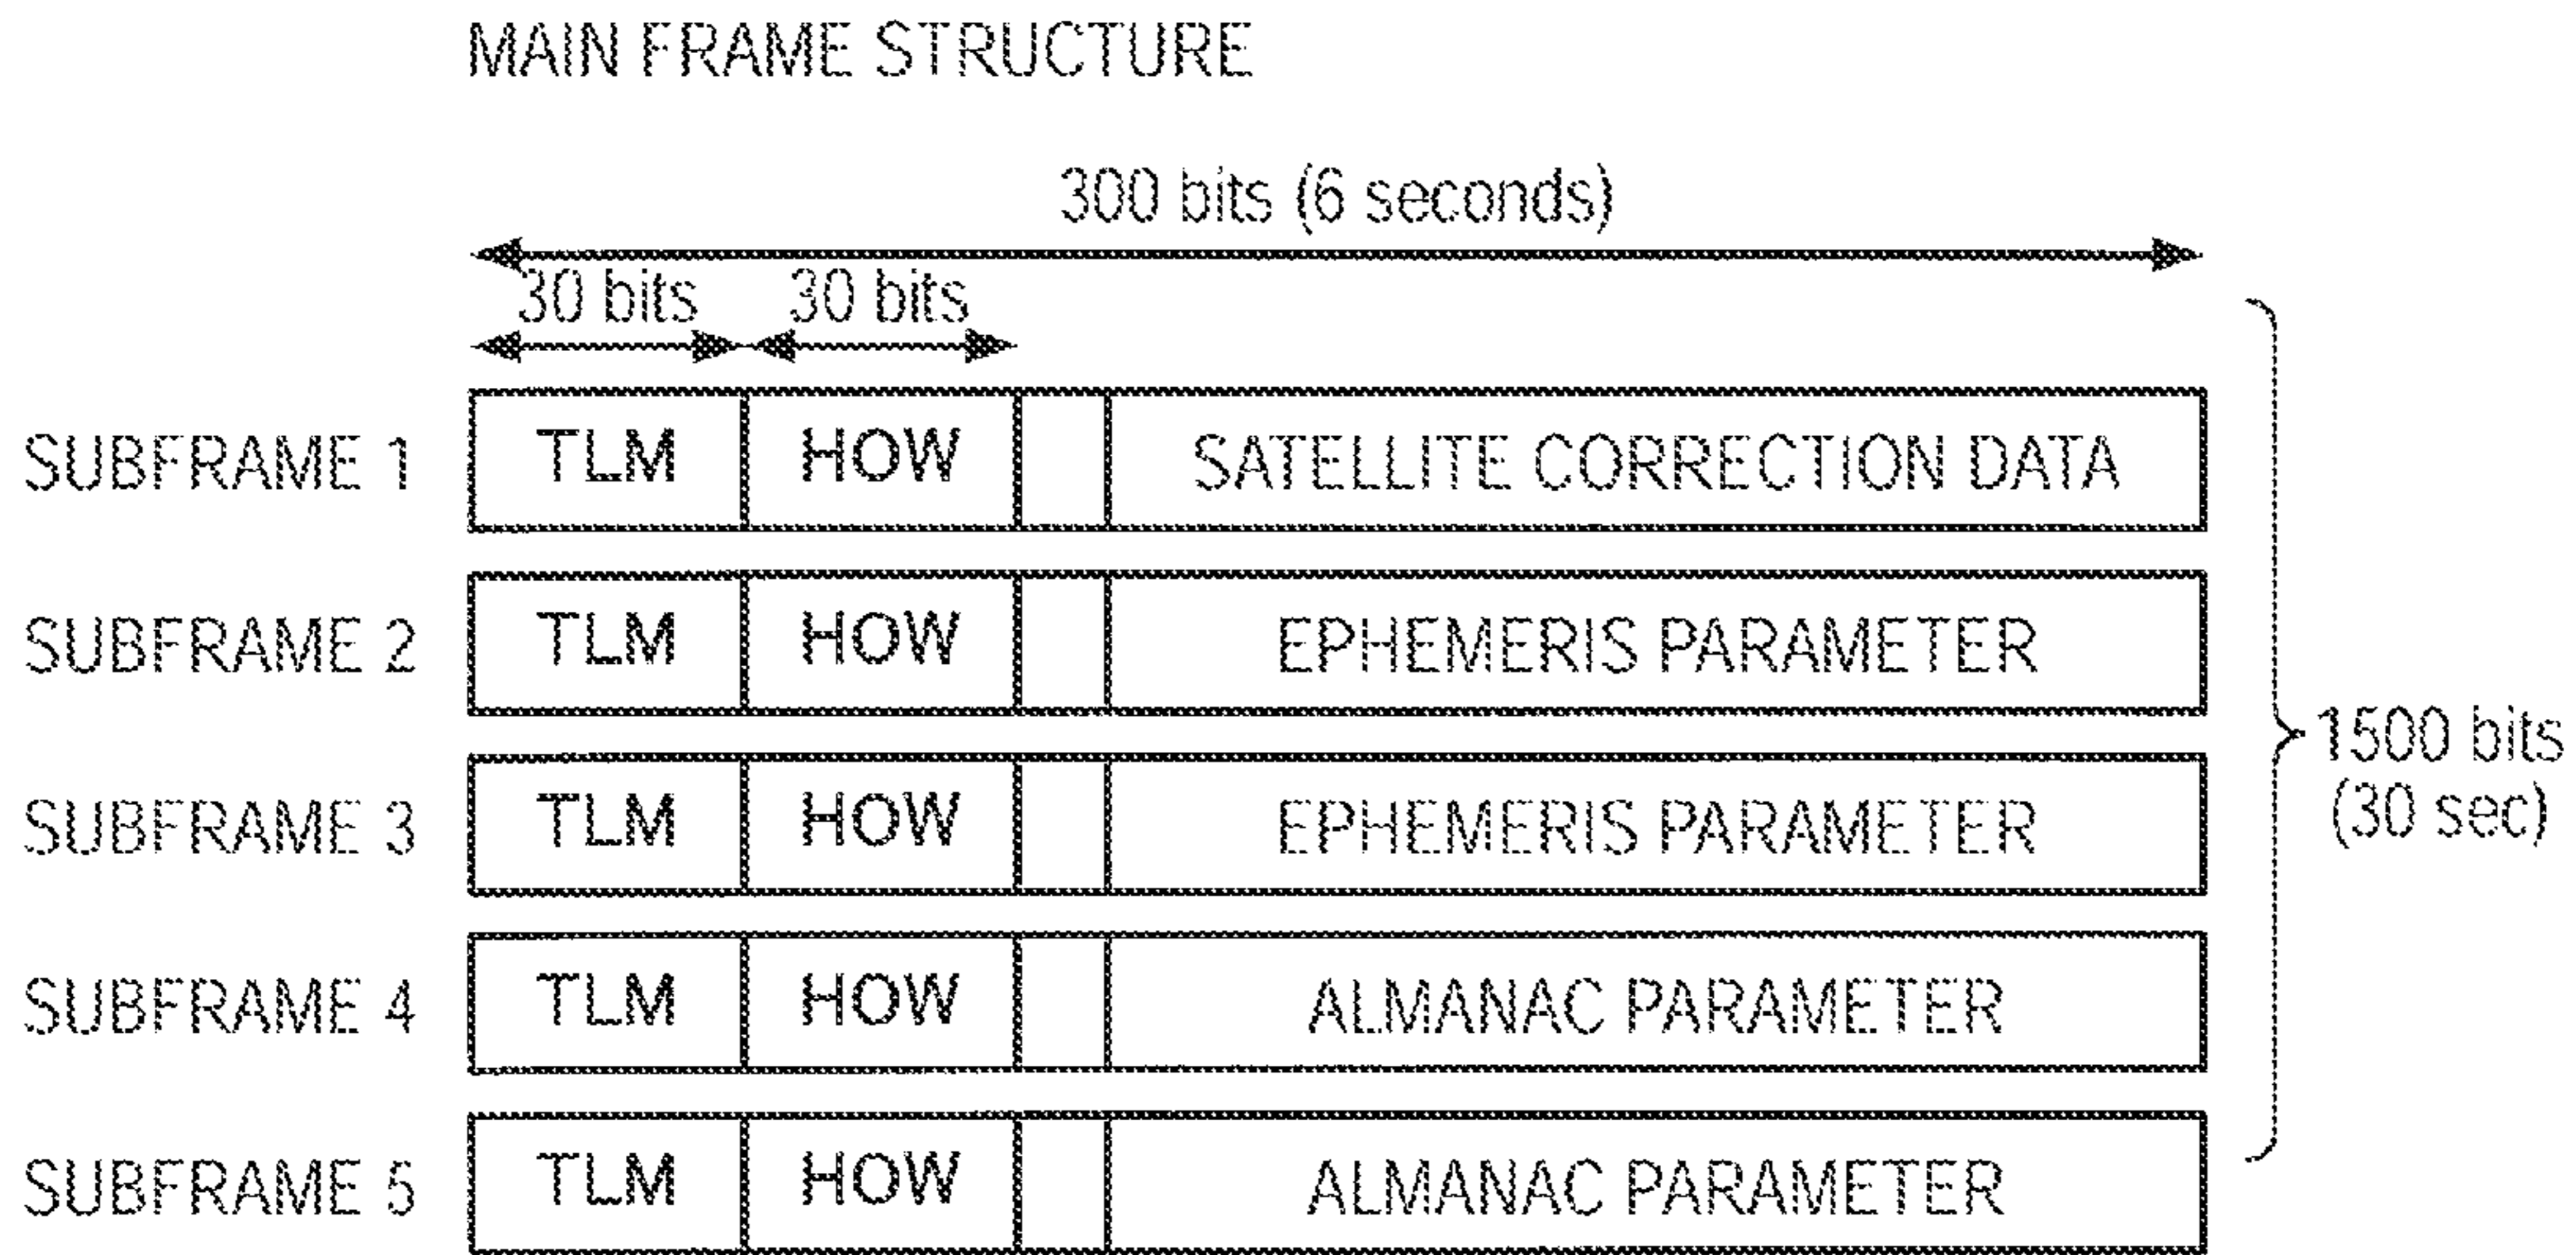 MAIN FRAME STRUCTURE
300 bits (6 seconds)
30 bits 30 bits
SUBFRAME 1 TLM HOW SATELLITE CORRECTION DATA
SUBFRAME 2 TLM HOW EPHEMERIS PARAMETER
SUBFRAME 3 TLM HOW EPHEMERIS PARAMETER
SUBFRAME 4 TLM HOW ALMANAC PARAMETER
SUBFRAME 5 TLM HOW ALMANAC PARAMETER
1500 bits
(30 sec)